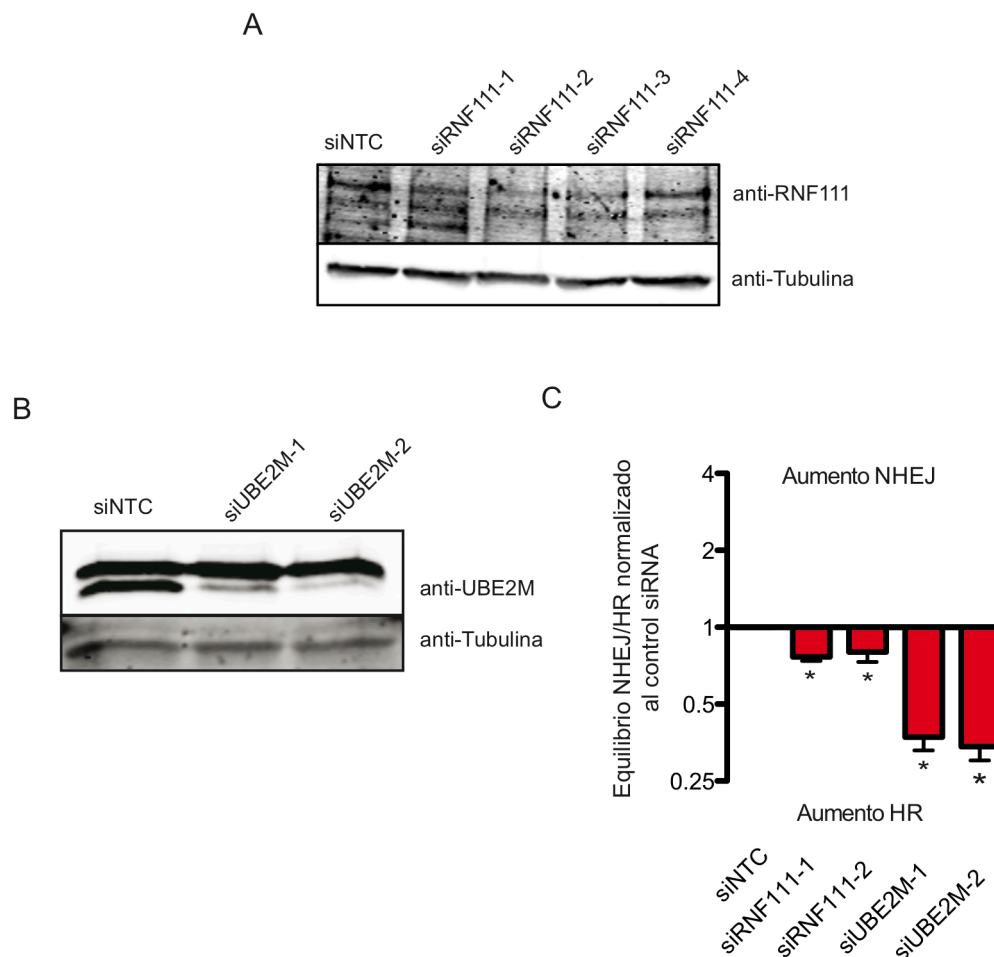 A
siNTC
siRNF111-1
siRNF111-2
siRNF111-3
siRNF111-4
anti-RNF111
anti-Tubulina
B
siNTC
siUBE2M-1
siUBE2M-2
anti-UBE2M
anti-Tubulina
C
Equilibrio NHEJ/HR normalizado
al control siRNA
4
2
1
0.5
0.25
Aumento NHEJ
*
*
*
*
Aumento HR
siNTC
siRNF111-1
siRNF111-2
siUBE2M-1
siUBE2M-2